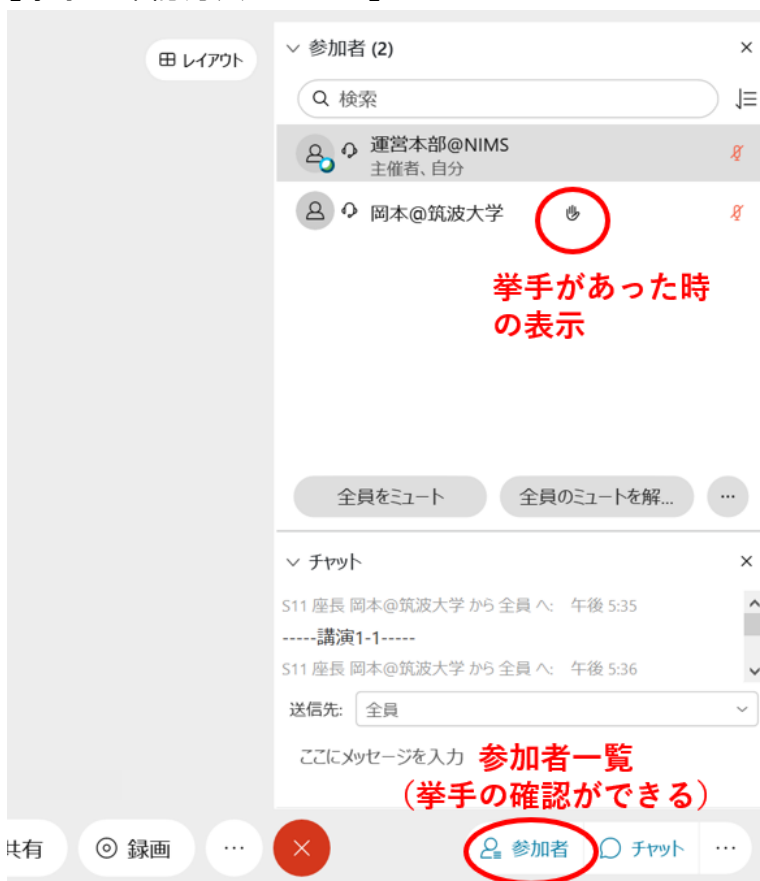 レイアウト
参加者 (2)
検索
運営本部@NIMS
主催者、自分
岡本@筑波大学
挙手があった時
の表示
全員をミュート
全員のミュートを解...
チャット
S11 座長 岡本@筑波大学 から 全員 へ: 午後 5:35
-----講演1-1-----
S11 座長 岡本@筑波大学 から 全員 へ: 午後 5:36
送信先: 全員
ここにメッセージを入力
参加者一覧
(挙手の確認ができる)
共有
録画
参加者
チャット